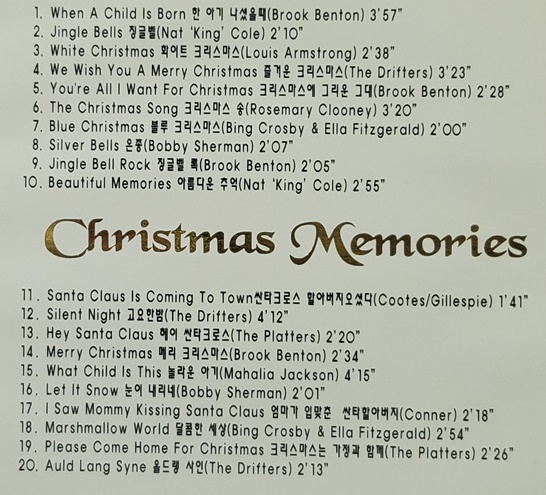 1. When A Child Is Born 한 아기 나셨을때(Brook Benton) 3'57"
2. Jingle Bells 징글벨(Nat 'King' Cole) 2'10"
3. White Christmas 화이트 크리스마스(Louis Armstrong) 2'38"
4. We Wish You A Merry Christmas 즐거운 크리스마스(The Drifters) 3'23"
5. You're All I Want For Christmas 크리스마스에 그리운 그대(Brook Benton) 2'28"
6. The Christmas Song 크리스마스 송(Rosemary Clooney) 3'20"
7. Blue Christmas 블루 크리스마스(Bing Crosby & Ella Fitzgerald) 2'00"
8. Silver Bells 은종(Bobby Sherman) 2'07"
9. Jingle Bell Rock 징글벨 록(Brook Benton) 2'05"
10. Beautiful Memories 아름다운 추억(Nat 'King' Cole) 2'55"
Christmas Memories
11. Santa Claus Is Coming To Town싼타크로스 할아버지오셨다(Cootes/Gillespie) 1'41"
12. Silent Night 고요한밤(The Drifters) 4'12"
13. Hey Santa Claus 헤이 싼타크로스(The Platters) 2'20"
14. Merry Christmas 메리 크리스마스(Brook Benton) 2'34"
15. What Child Is This 놀라운 아기(Mahalia Jackson) 4'15"
16. Let It Snow 눈이 내리네(Bobby Sherman) 2'01"
17. I Saw Mommy Kissing Santa Claus 엄마가 입맞춘 싼타할아버지(Conner) 2'18"
18. Marshmallow World 달콤한 세상(Bing Crosby & Ella Fitzgerald) 2'54"
19. Please Come Home For Christmas 크리스마스는 가정과 함께(The Platters) 2'26"
20. Auld Lang Syne 올드랭 사인(The Drifters) 2'13"